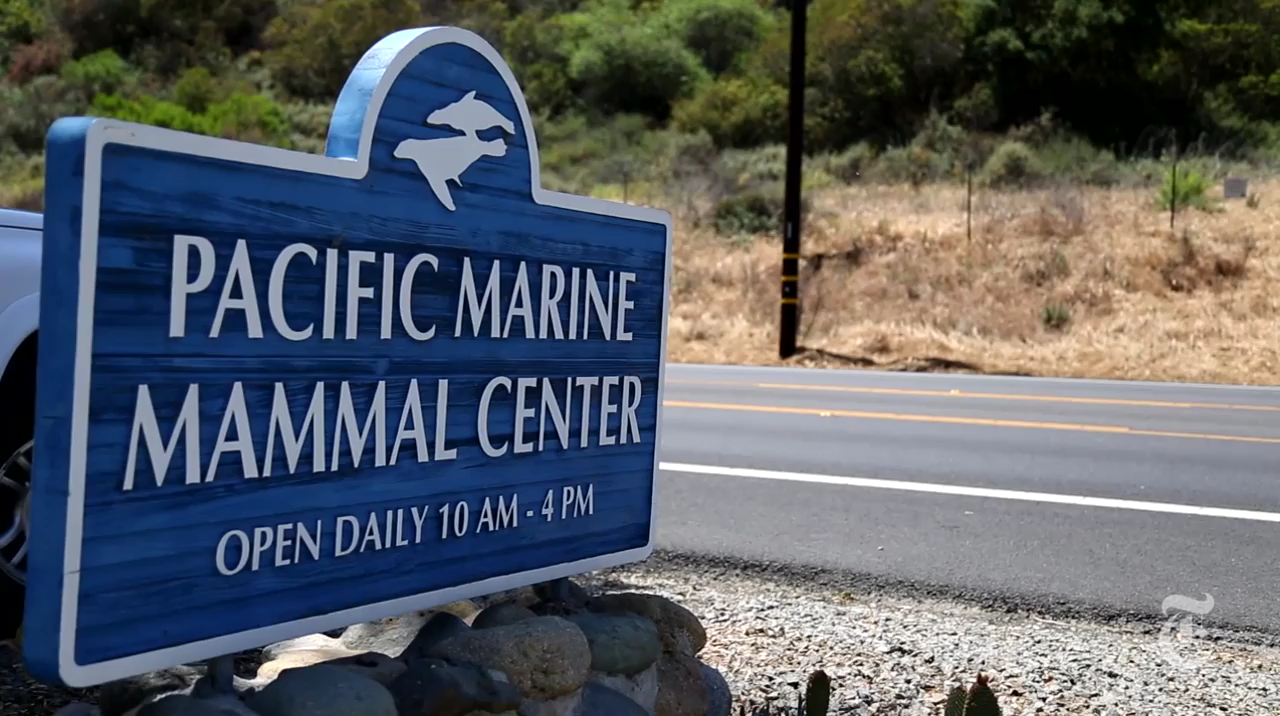 PACIFIC MARINE
MAMMAL CENTER
OPEN DAILY 10 AM - 4 PM
T